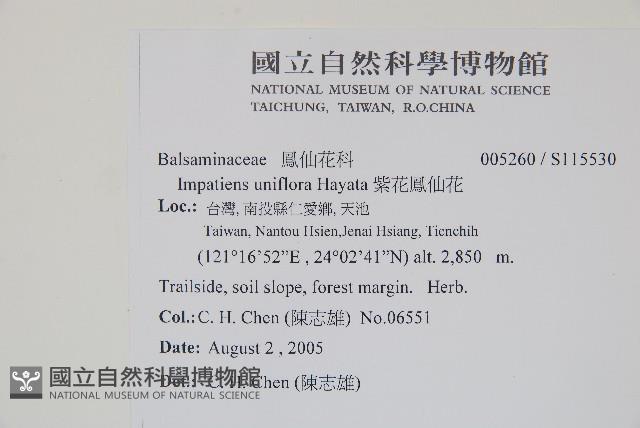 國立自然科學博物館
NATIONAL MUSEUM OF NATURAL SCIENCE
TAICHUNG, TAIWAN, R.O.CHINA
Balsaminaceae 鳳仙花科 005260 / S115530
Impatiens uniflora Hayata 紫花鳳仙花
Loc.: 台灣, 南投縣仁愛鄉, 天池
Taiwan, Nantou Hsien,Jenai Hsiang, Tienchih
(121°16’52”E , 24°02’41”N) alt. 2,850 m.
Trailside, soil slope, forest margin. Herb.
Col.: C. H. Chen (陳志雄) No.06551
Date: August 2 , 2005
Det.: C. H. Chen (陳志雄)
國立自然科學博物館
NATIONAL MUSEUM OF NATURAL SCIENCE